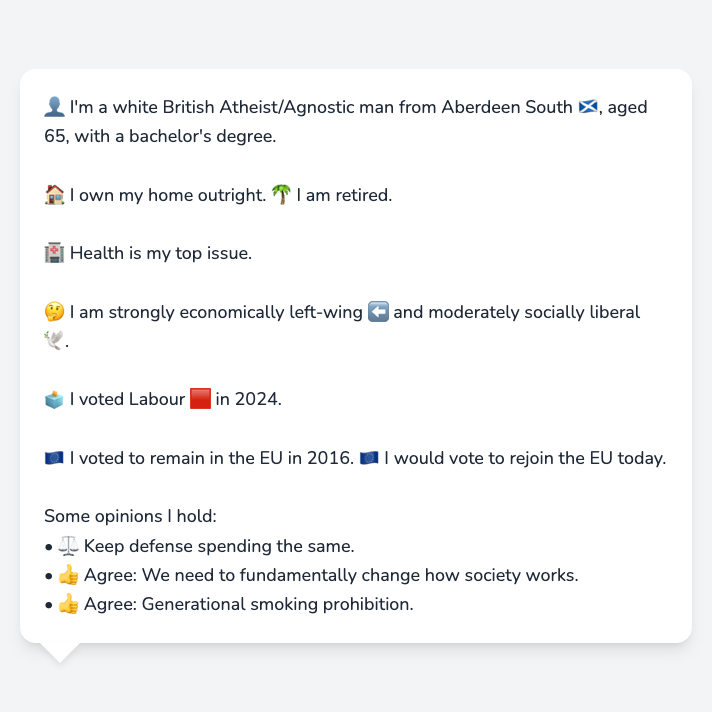 👤 I'm a white British Atheist/Agnostic man from Aberdeen South 🏴󠁧󠁢󠁳󠁣󠁴󠁿, aged
65, with a bachelor's degree.
🏠 I own my home outright. 🌴 I am retired.
🏥 Health is my top issue.
🤔 I am strongly economically left-wing ⬅️ and moderately socially liberal
🕊️.
🗳️ I voted Labour 🟥 in 2024.
🇪🇺 I voted to remain in the EU in 2016. 🇪🇺 I would vote to rejoin the EU today.
Some opinions I hold:
• ⚖️ Keep defense spending the same.
• 👍 Agree: We need to fundamentally change how society works.
• 👍 Agree: Generational smoking prohibition.